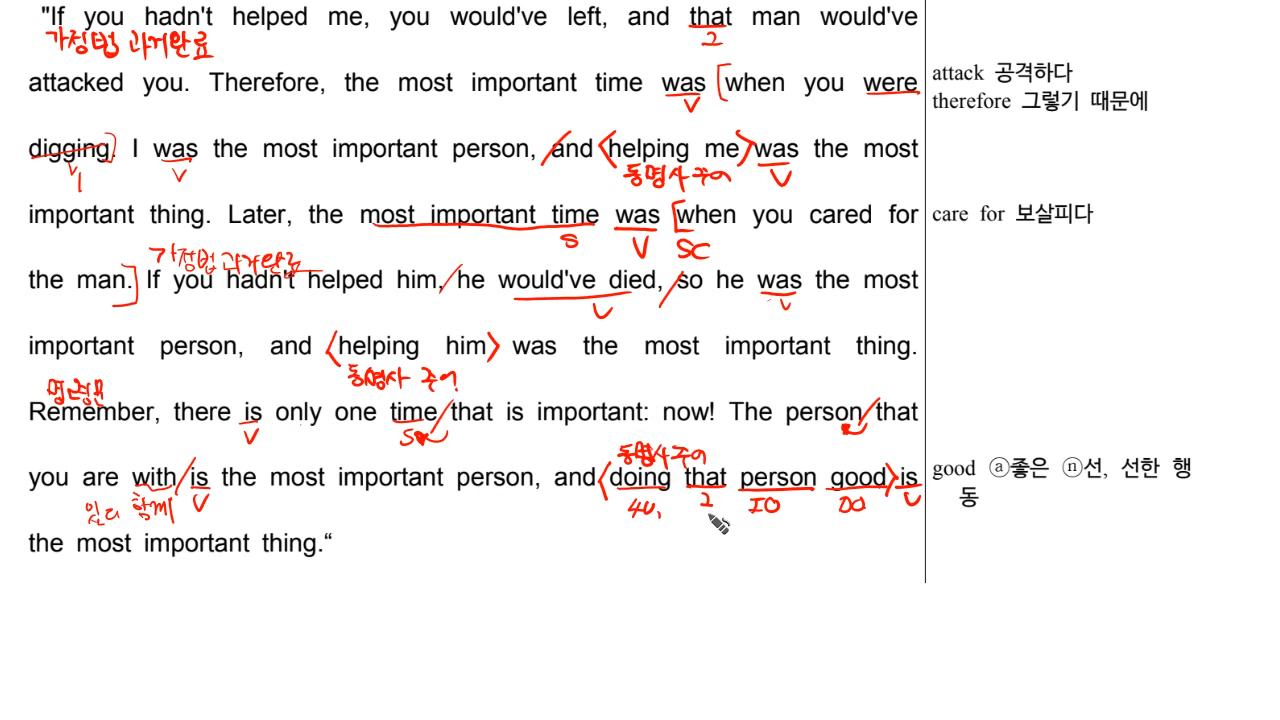 "If you hadn't helped me, you would've left, and that man would've
가정법 과거완료 2
attacked you. Therefore, the most important time was [when you were
attack 공격하다
therefore 그렇기 때문에
V
digging.] I was the most important person, / and <helping me> was the most
V V 동명사 주어 V
important thing. Later, the most important time was [when you cared for
care for 보살피다
S V SC
가정법 과거완료
the man.] If you hadn't helped him, / he would've died, / so he was the most
V V
important person, and <helping him> was the most important thing.
명령문 동명사 주어
Remember, there is only one time / that is important: now! The person / that
V S 동명사 주어
you are with / is the most important person, and <doing that person good> is
good ⓐ좋은 ⓝ선, 선한 행
동
있다 함께 V 4V, 2 IO DO V
the most important thing.“